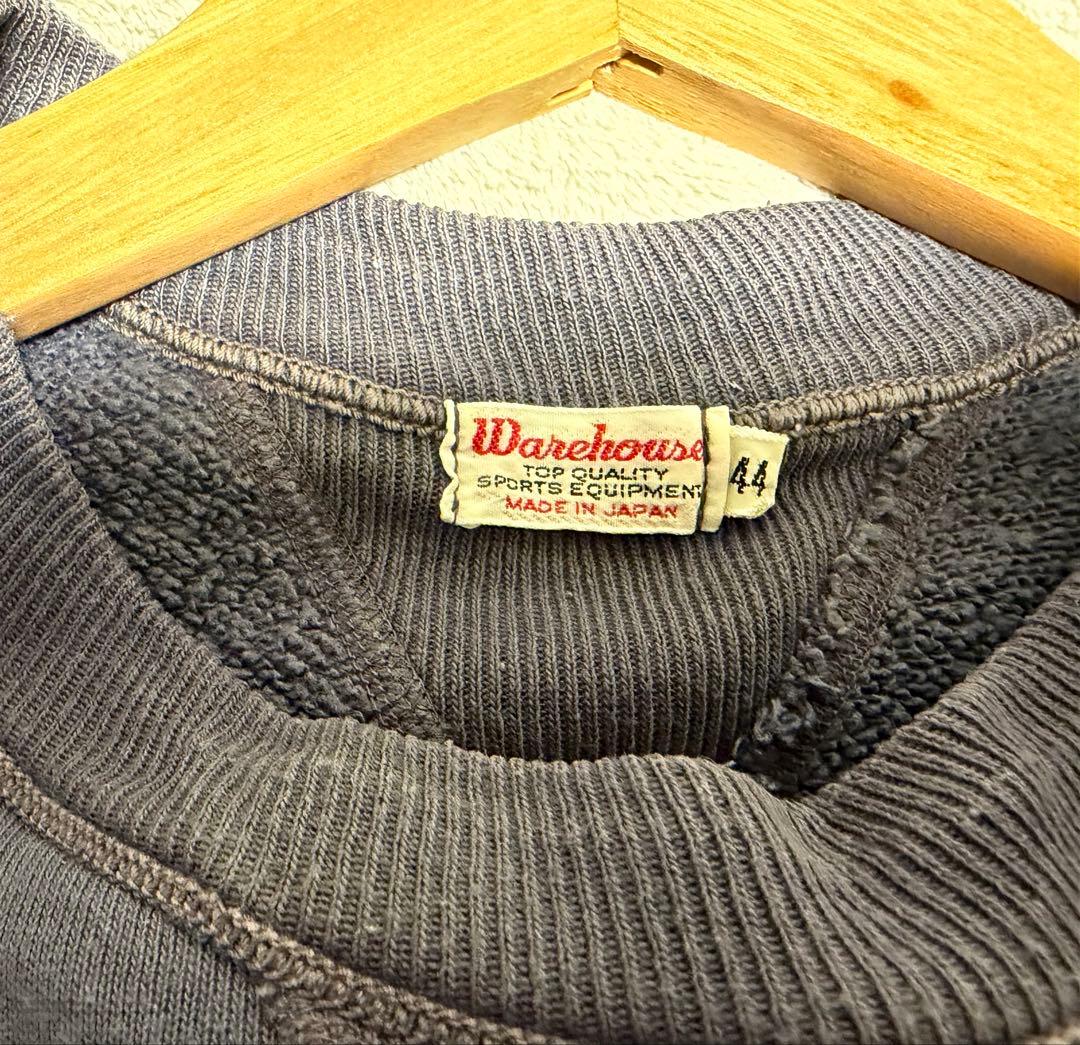 Warehouse
TOP QUALITY
SPORTS EQUIPMENT
MADE IN JAPAN
44